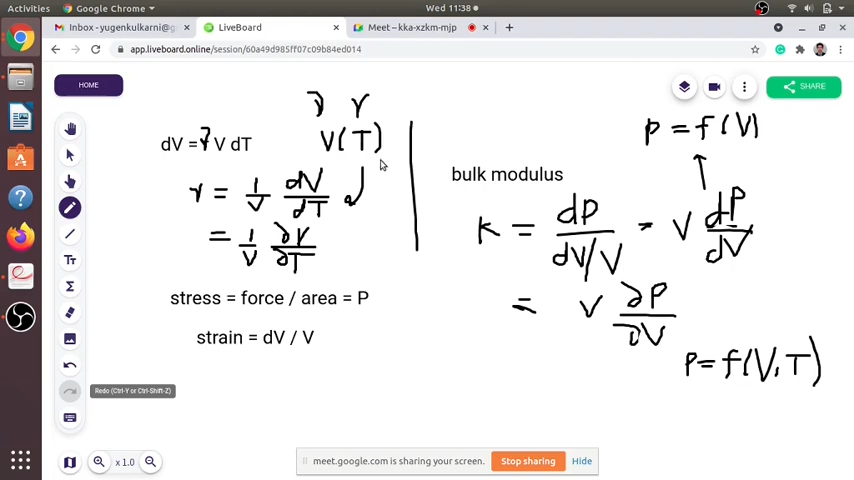 Activities
Google Chrome
Wed 11:38
Inbox - yugenkulkarni@g
LiveBoard
Meet – kka-xzkm-mjp
app.liveboard.online/session/60a49d985ff07c09b84ed014
HOME
SHARE
γ γ
dV = γ V dT
V(T)
γ = 1/V dV/dT
= 1/V ∂V/∂T
stress = force / area = P
strain = dV / V
P = f(V)
bulk modulus
K = dP / dV/V = V dP/dV
= V ∂P/∂V
P = f(V, T)
Redo (Ctrl-Y or Ctrl-Shift-Z)
x 1.0
meet.google.com is sharing your screen.
Stop sharing
Hide